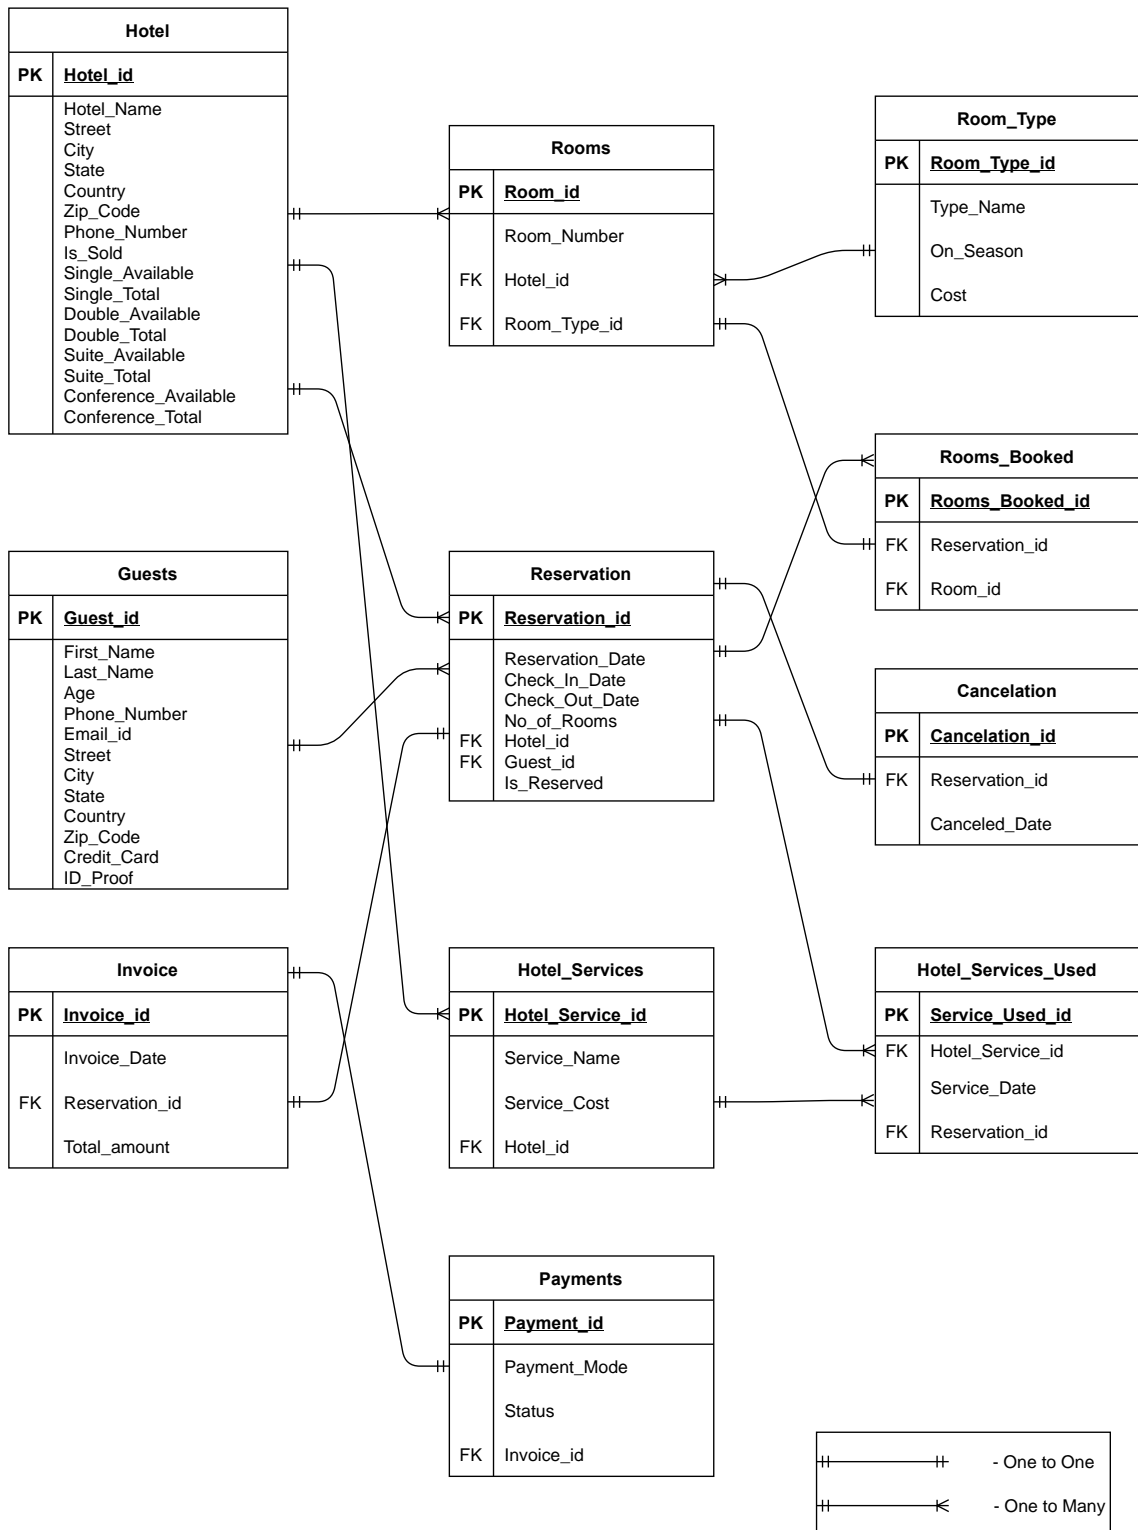 Hotel
PK Hotel_id
Hotel_Name
Street
City
State
Country
Zip_Code
Phone_Number
Is_Sold
Single_Available
Single_Total
Double_Available
Double_Total
Suite_Available
Suite_Total
Conference_Available
Conference_Total
Rooms
PK Room_id
Room_Number
FK Hotel_id
FK Room_Type_id
Room_Type
PK Room_Type_id
Type_Name
On_Season
Cost
Rooms_Booked
PK Rooms_Booked_id
FK Reservation_id
FK Room_id
Guests
PK Guest_id
First_Name
Last_Name
Age
Phone_Number
Email_id
Street
City
State
Country
Zip_Code
Credit_Card
ID_Proof
Reservation
PK Reservation_id
Reservation_Date
Check_In_Date
Check_Out_Date
No_of_Rooms
FK Hotel_id
FK Guest_id
Is_Reserved
Cancelation
PK Cancelation_id
FK Reservation_id
Canceled_Date
Invoice
PK Invoice_id
Invoice_Date
FK Reservation_id
Total_amount
Hotel_Services
PK Hotel_Service_id
Service_Name
Service_Cost
FK Hotel_id
Hotel_Services_Used
PK Service_Used_id
FK Hotel_Service_id
Service_Date
FK Reservation_id
Payments
PK Payment_id
Payment_Mode
Status
FK Invoice_id
- One to One
- One to Many